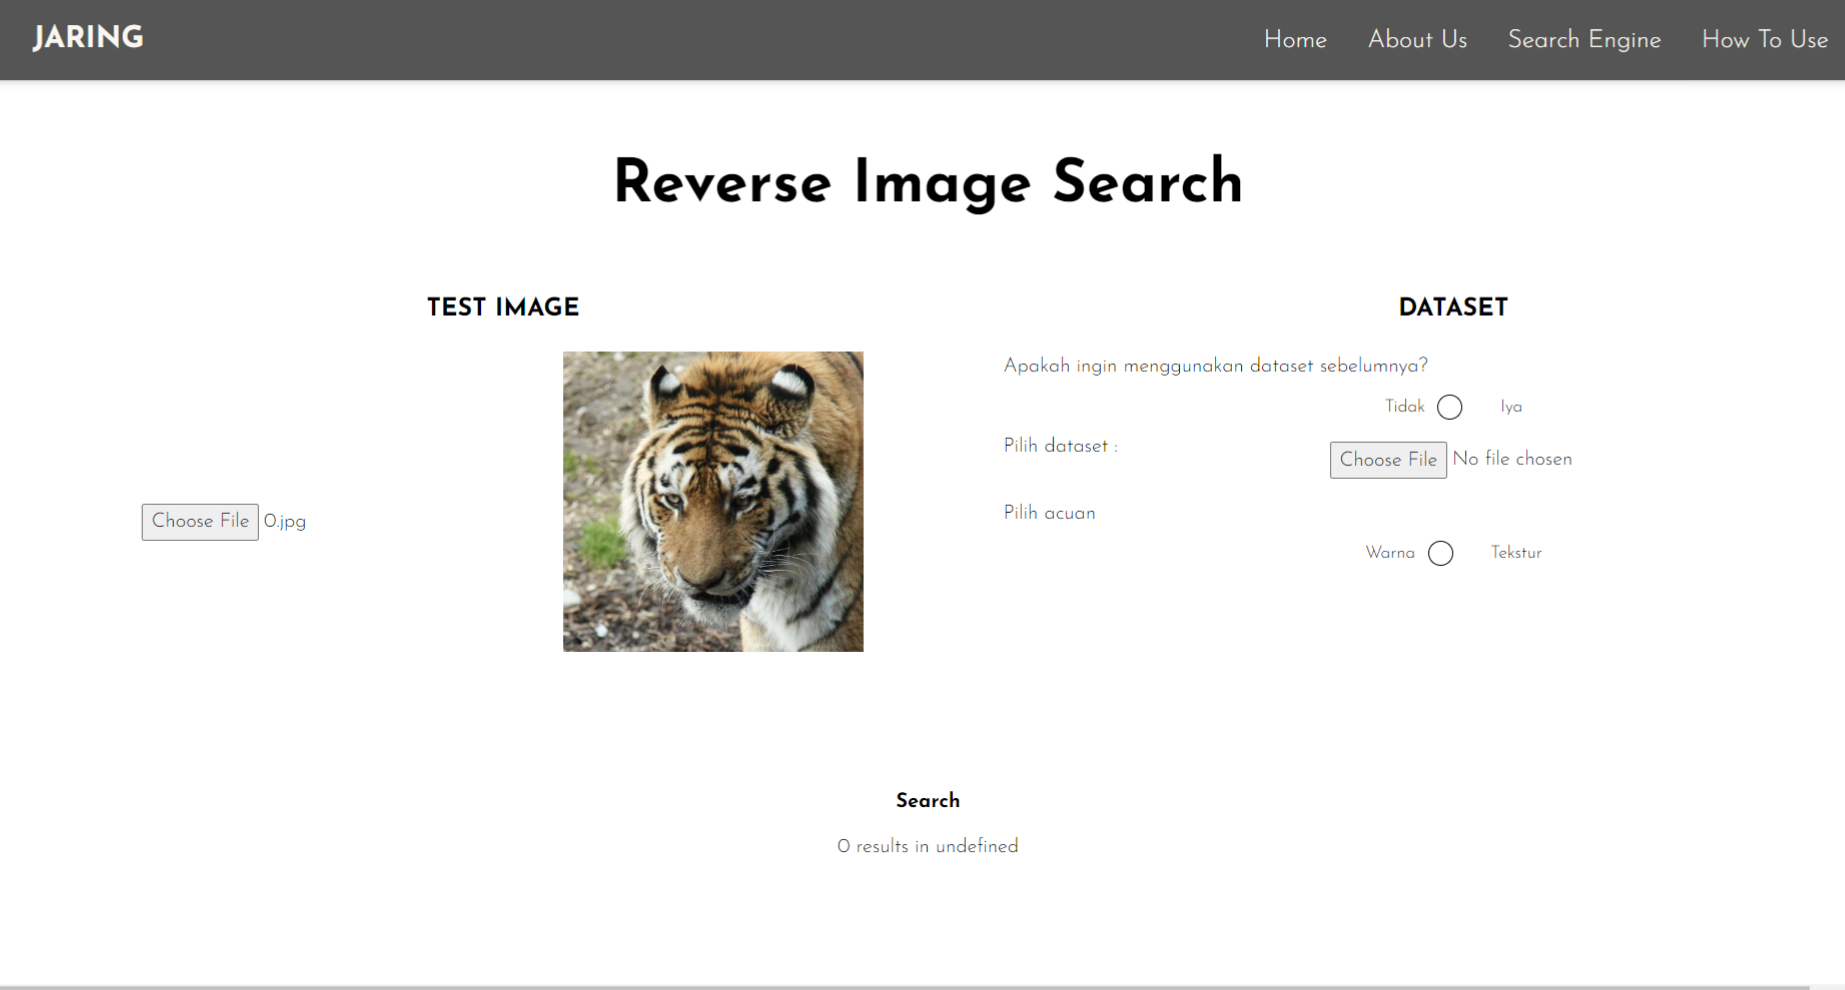 JARING
Home About Us Search Engine How To Use
Reverse Image Search
TEST IMAGE
Choose File 0.jpg
DATASET
Apakah ingin menggunakan dataset sebelumnya?
Tidak Iya
Pilih dataset :
Choose File No file chosen
Pilih acuan
Warna Tekstur
Search
0 results in undefined